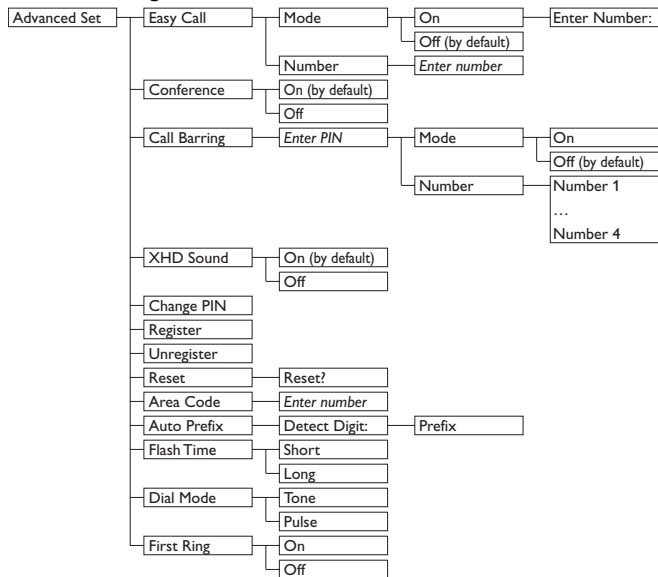 Advanced Set Easy Call Mode On Enter Number:
Off (by default)
Number Enter number
Conference On (by default)
Off
Call Barring Enter PIN Mode On
Off (by default)
Number Number 1
…
Number 4
XHD Sound On (by default)
Off
Change PIN
Register
Unregister
Reset Reset?
Area Code Enter number
Auto Prefix Detect Digit: Prefix
Flash Time Short
Long
Dial Mode Tone
Pulse
First Ring On
Off